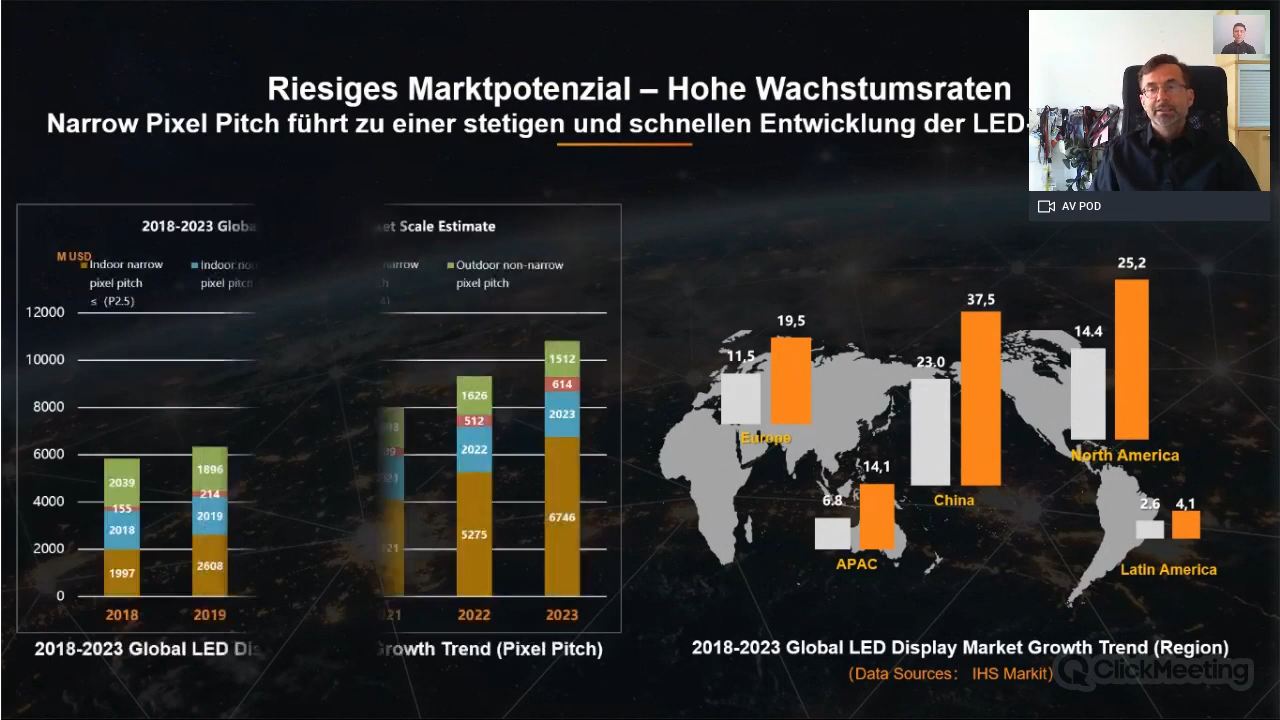 Riesiges Marktpotenzial – Hohe Wachstumsraten
Narrow Pixel Pitch führt zu einer stetigen und schnellen Entwicklung der LED-
AV POD
2018-2023 Globa
et Scale Estimate
M USD
Indoor narrow
pixel pitch
≤ (P2.5)
Indoor no
pixel pitch
narrow
Outdoor non-narrow
pixel pitch
12000
10000
8000
6000
4000
2000
0
2039
155
2018
1997
1896
214
2019
2608
1626
512
2022
5275
1512
614
2023
6746
2018
2019
21
2022
2023
2018-2023 Global LED Dis
Growth Trend (Pixel Pitch)
11,5
19,5
Europe
6.8
14,1
APAC
23.0
37,5
China
14.4
25,2
North America
2.6
4,1
Latin America
2018-2023 Global LED Display Market Growth Trend (Region)
(Data Sources: IHS Markit)
ClickMeeting